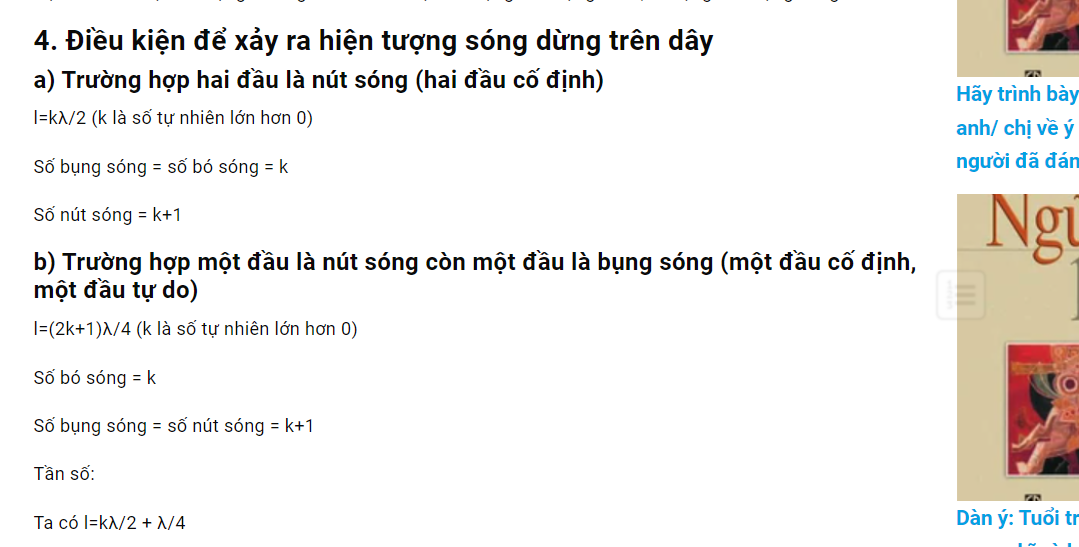 4. Điều kiện để xảy ra hiện tượng sóng dừng trên dây
a) Trường hợp hai đầu là nút sóng (hai đầu cố định)
l=kλ/2 (k là số tự nhiên lớn hơn 0)
Số bụng sóng = số bó sóng = k
Số nút sóng = k+1
b) Trường hợp một đầu là nút sóng còn một đầu là bụng sóng (một đầu cố định,
một đầu tự do)
l=(2k+1)λ/4 (k là số tự nhiên lớn hơn 0)
Số bó sóng = k
Số bụng sóng = số nút sóng = k+1
Tần số:
Ta có l=kλ/2 + λ/4
Hãy trình bày
anh/ chị về ý
người đã đán
Ngữ
Dàn ý: Tuổi tr